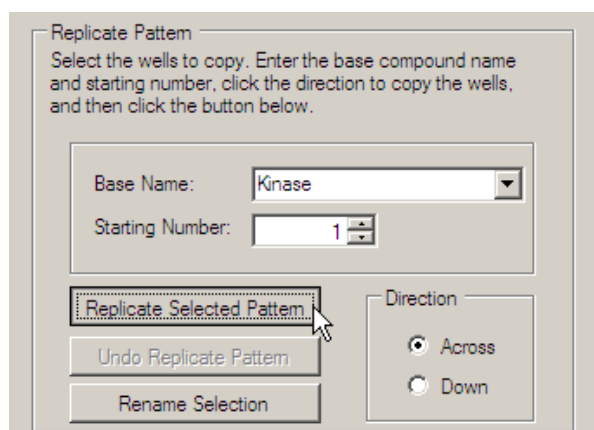 Replicate Pattern
Select the wells to copy. Enter the base compound name
and starting number, click the direction to copy the wells,
and then click the button below.
Base Name: Kinase
Starting Number: 1
Replicate Selected Pattern
Direction
Undo Replicate Pattern
Across
Down
Rename Selection